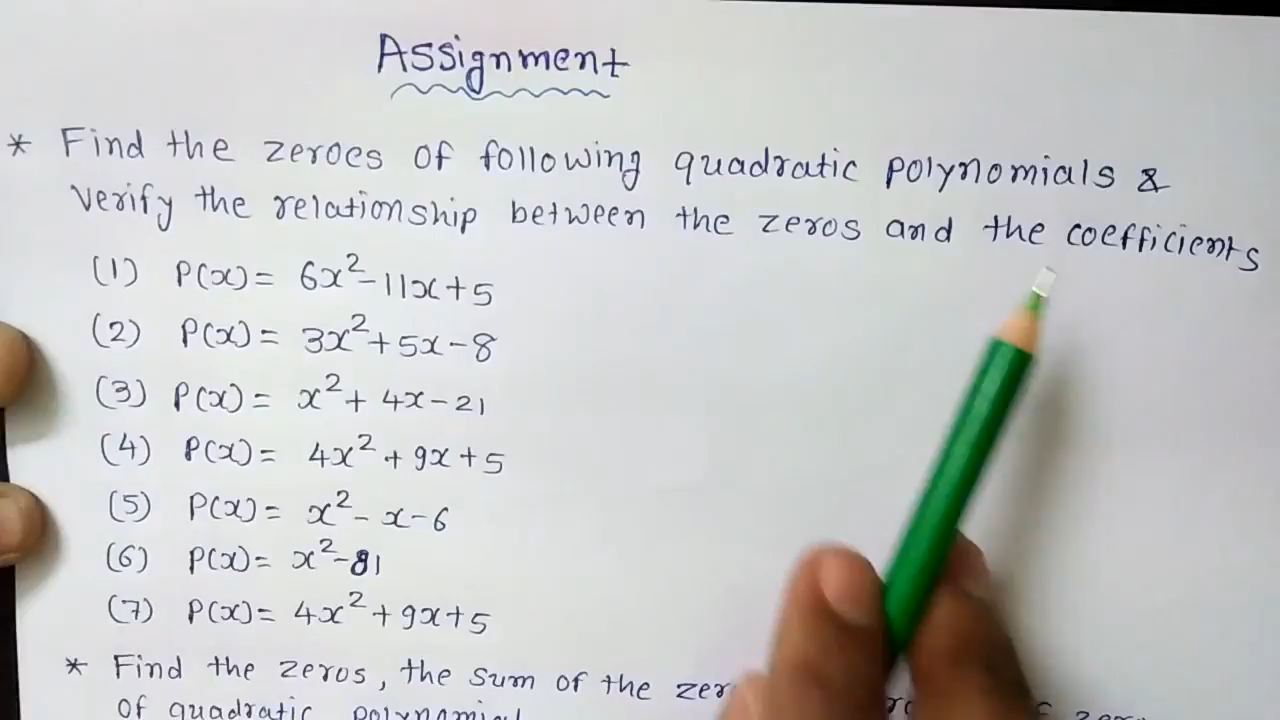 Assignment
* Find the zeroes of following quadratic polynomials &
Verify the relationship between the zeros and the coefficients
(1) P(x) = 6x²-11x+5
(2) P(x) = 3x²+5x-8
(3) P(x) = x²+4x-21
(4) P(x) = 4x²+9x+5
(5) P(x) = x²-x-6
(6) P(x) = x²-81
(7) P(x) = 4x²+9x+5
* Find the zeros, the sum of the
of quadratic polynomial